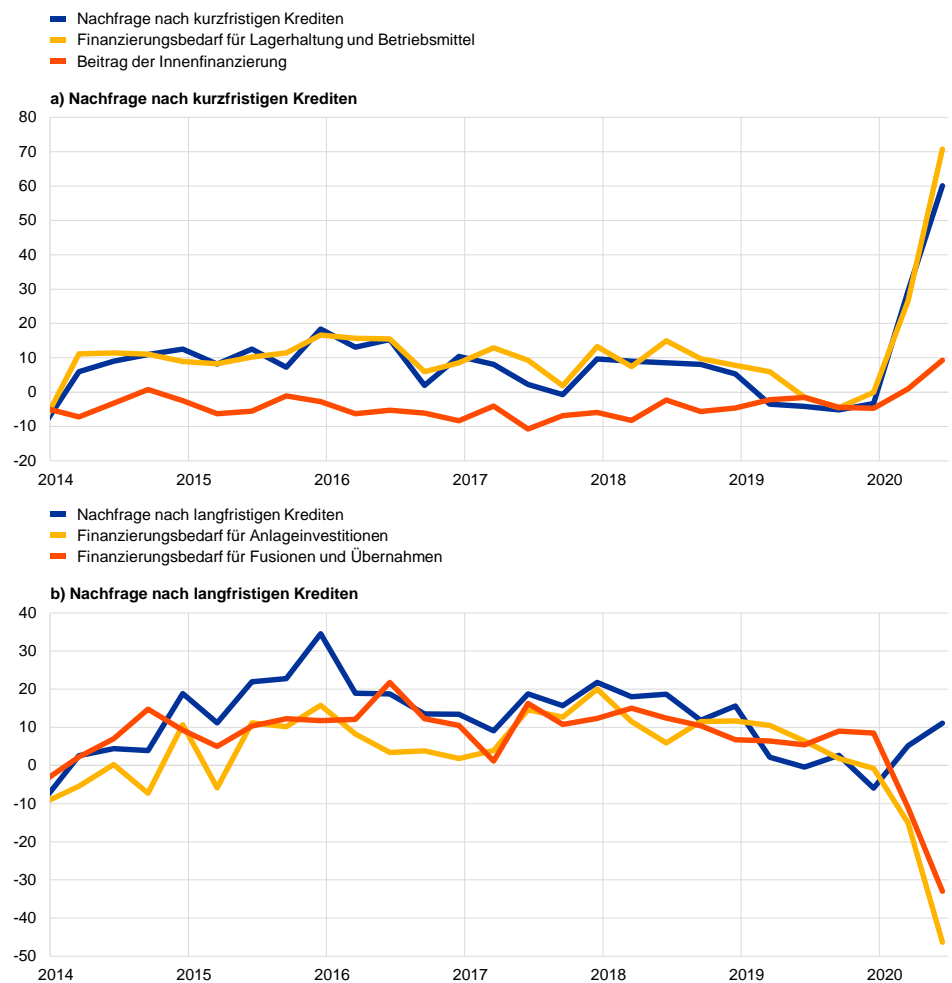 Nachfrage nach kurzfristigen Krediten
Finanzierungsbedarf für Lagerhaltung und Betriebsmittel
Beitrag der Innenfinanzierung
a) Nachfrage nach kurzfristigen Krediten
80
70
60
50
40
30
20
10
0
-10
-20
2014 2015 2016 2017 2018 2019 2020
Nachfrage nach langfristigen Krediten
Finanzierungsbedarf für Anlageinvestitionen
Finanzierungsbedarf für Fusionen und Übernahmen
b) Nachfrage nach langfristigen Krediten
40
30
20
10
0
-10
-20
-30
-40
-50
2014 2015 2016 2017 2018 2019 2020